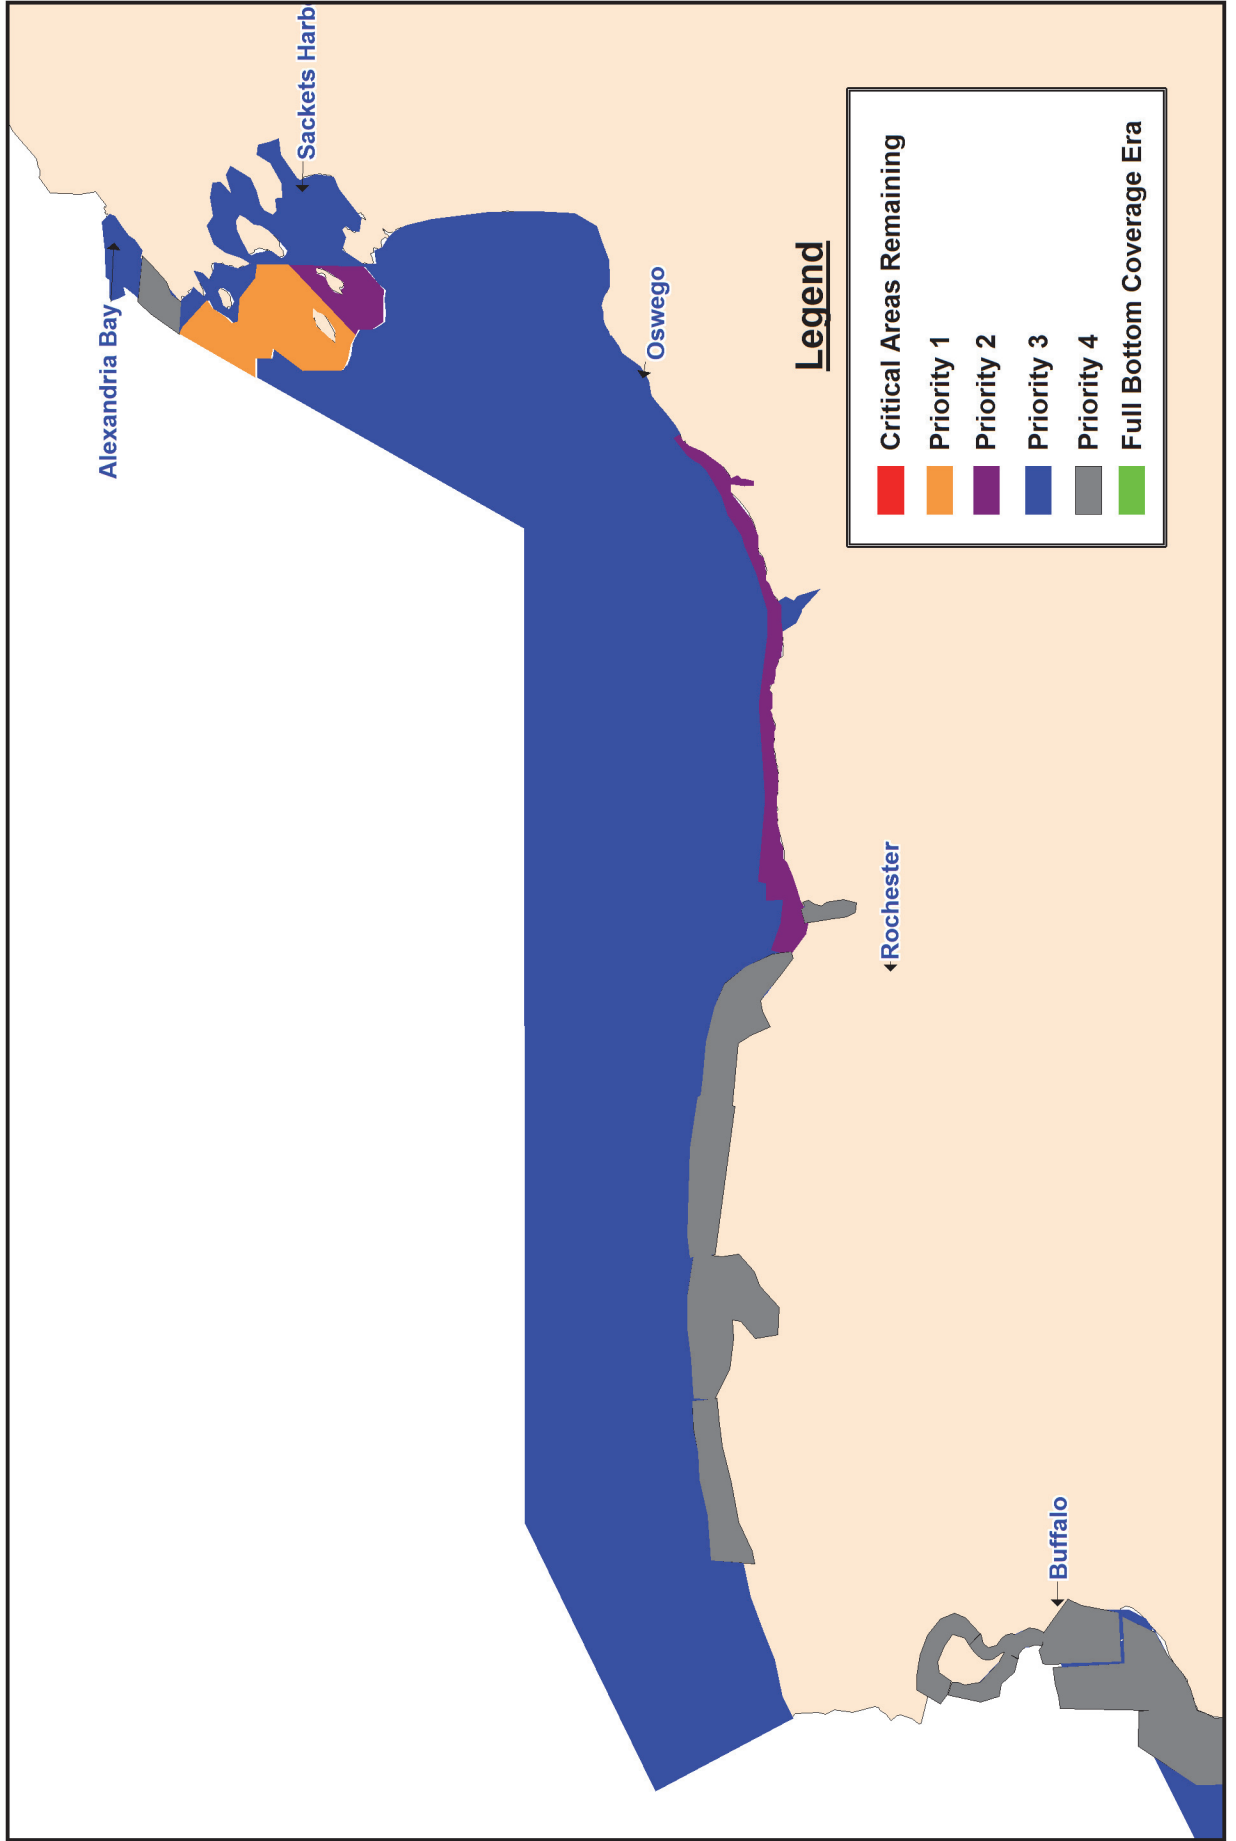 Alexandria Bay
Sackets Harb
Oswego
Rochester
Buffalo
Legend
Critical Areas Remaining
Priority 1
Priority 2
Priority 3
Priority 4
Full Bottom Coverage Era